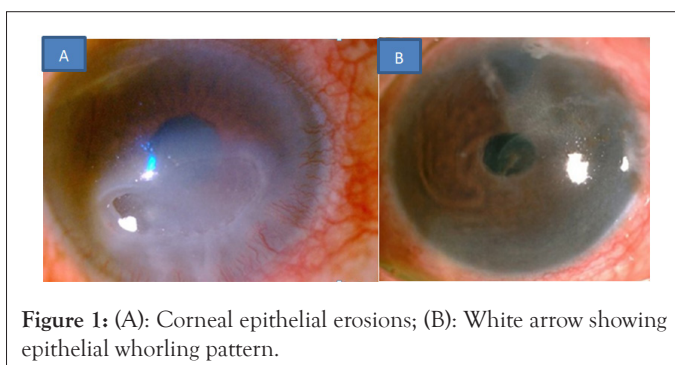 A
B
Figure 1: (A): Corneal epithelial erosions; (B): White arrow showing
epithelial whorling pattern.